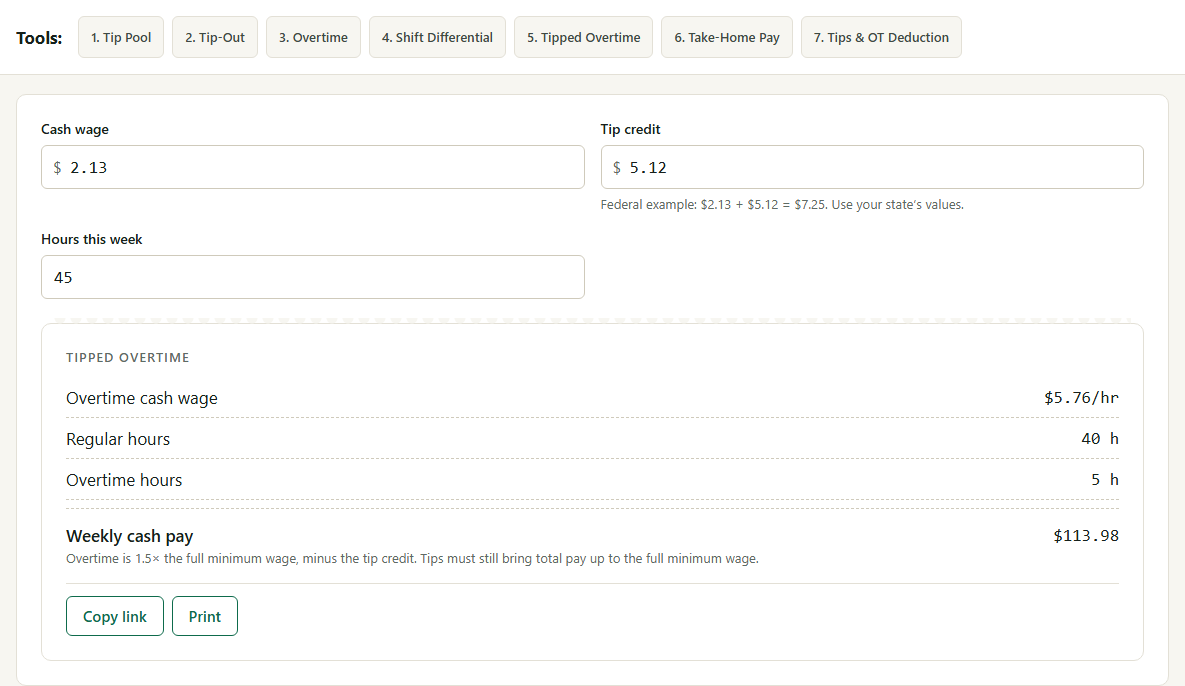 Tools: 1. Tip Pool 2. Tip-Out 3. Overtime 4. Shift Differential 5. Tipped Overtime 6. Take-Home Pay 7. Tips & OT Deduction
Cash wage
$ 2.13
Tip credit
$ 5.12
Federal example: $2.13 + $5.12 = $7.25. Use your state’s values.
Hours this week
45
TIPPED OVERTIME
Overtime cash wage $5.76/hr
Regular hours 40 h
Overtime hours 5 h
Weekly cash pay $113.98
Overtime is 1.5× the full minimum wage, minus the tip credit. Tips must still bring total pay up to the full minimum wage.
Copy link Print